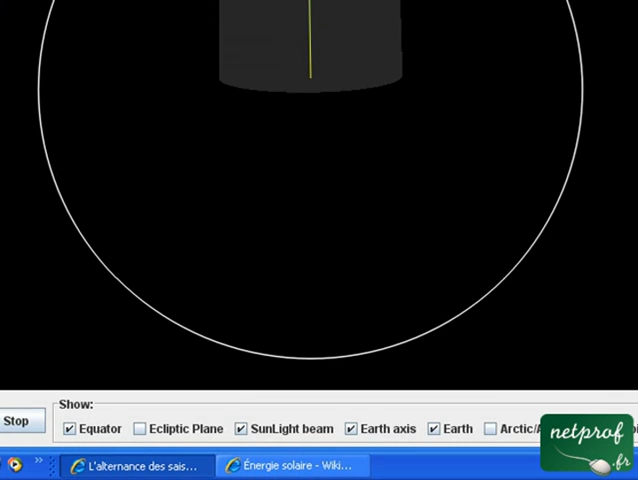 Show:
Stop
Equator
Ecliptic Plane
SunLight beam
Earth axis
Earth
Arctic/
netprof
.fr
L'alternance des sais...
Énergie solaire - Wiki...